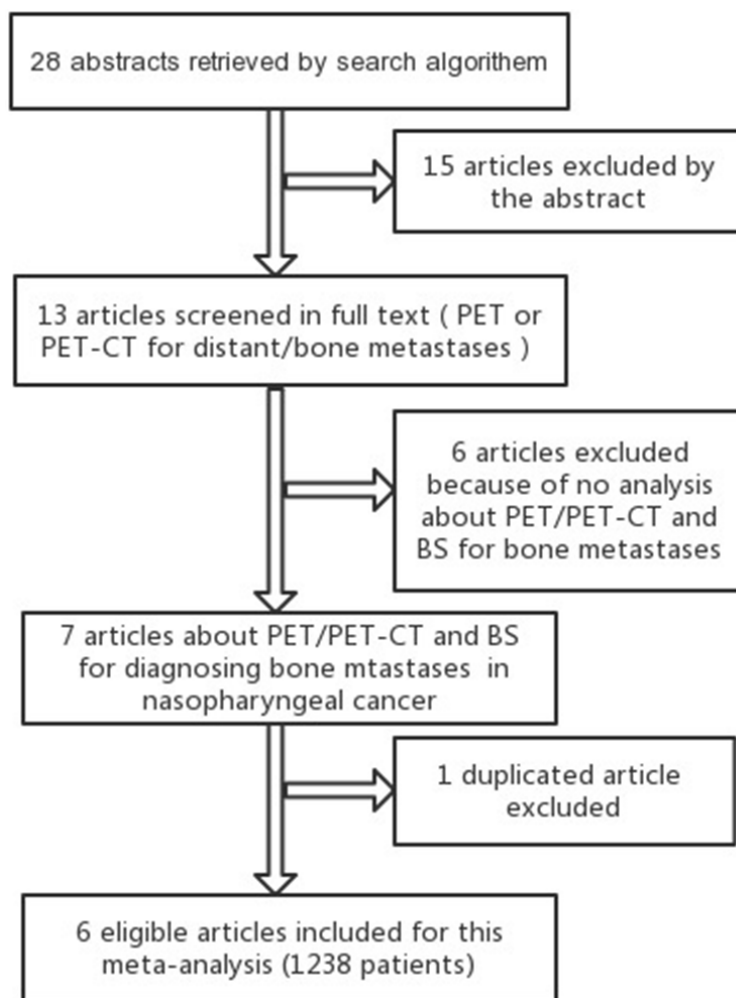 28 abstracts retrieved by search algorithem
15 articles excluded by
the abstract
13 articles screened in full text ( PET or
PET-CT for distant/bone metastases )
6 articles excluded
because of no analysis
about PET/PET-CT and
BS for bone metastases
7 articles about PET/PET-CT and BS
for diagnosing bone mtastases in
nasopharyngeal cancer
1 duplicated article
excluded
6 eligible articles included for this
meta-analysis (1238 patients)